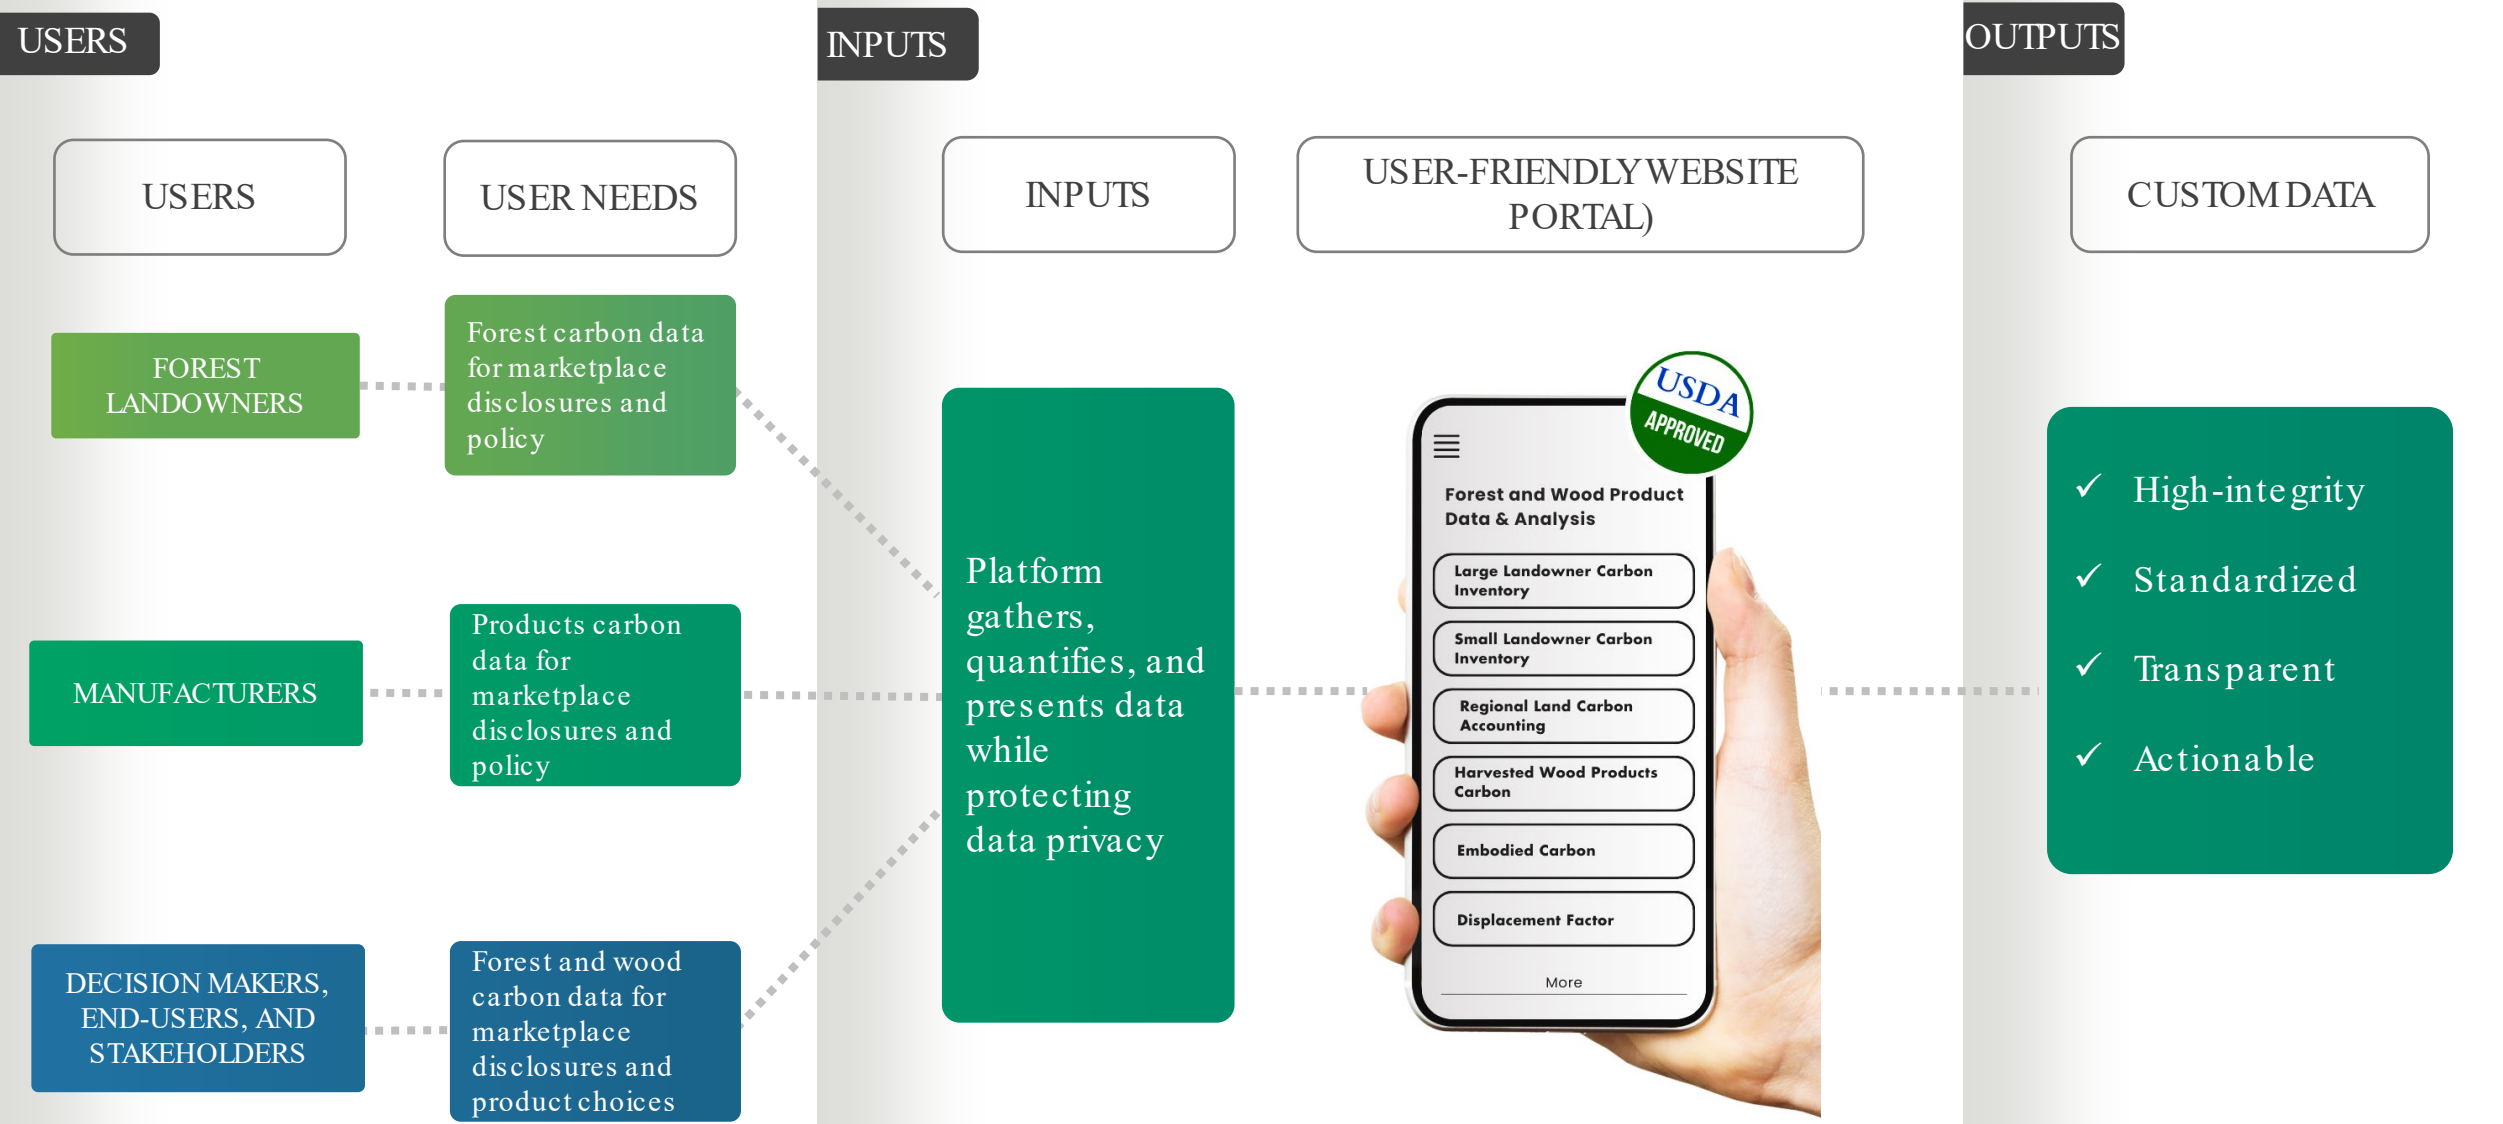 USERS
INPUTS
OUTPUTS
USERS
USER NEEDS
INPUTS
USER-FRIENDLY WEBSITE
PORTAL)
CUSTOM DATA
FOREST
LANDOWNERS
Forest carbon data
for marketplace
disclosures and
policy
MANUFACTURERS
Products carbon
data for
marketplace
disclosures and
policy
DECISION MAKERS,
END-USERS, AND
STAKEHOLDERS
Forest and wood
carbon data for
marketplace
disclosures and
product choices
Platform
gathers,
quantifies, and
presents data
while
protecting
data privacy
USDA
APPROVED
Forest and Wood Product
Data & Analysis
Large Landowner Carbon
Inventory
Small Landowner Carbon
Inventory
Regional Land Carbon
Accounting
Harvested Wood Products
Carbon
Embodied Carbon
Displacement Factor
More
✓ High-integrity
✓ Standardized
✓ Transparent
✓ Actionable